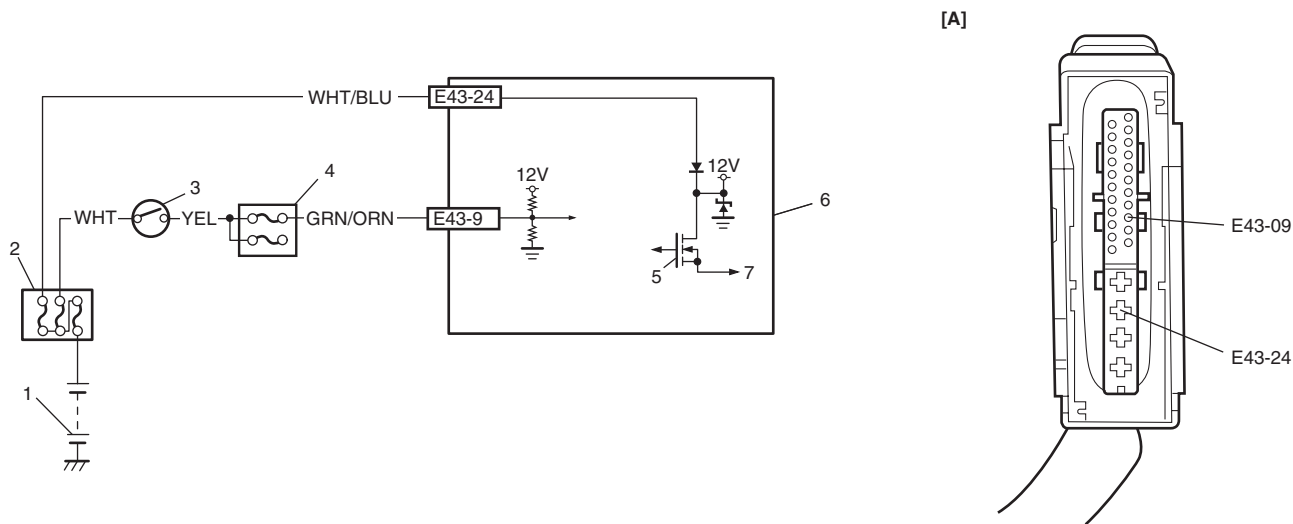 [A]
WHT/BLU E43-24
12V
3 4 12V
6
WHT YEL GRN/ORN E43-9
E43-09
2 5 7
E43-24
1